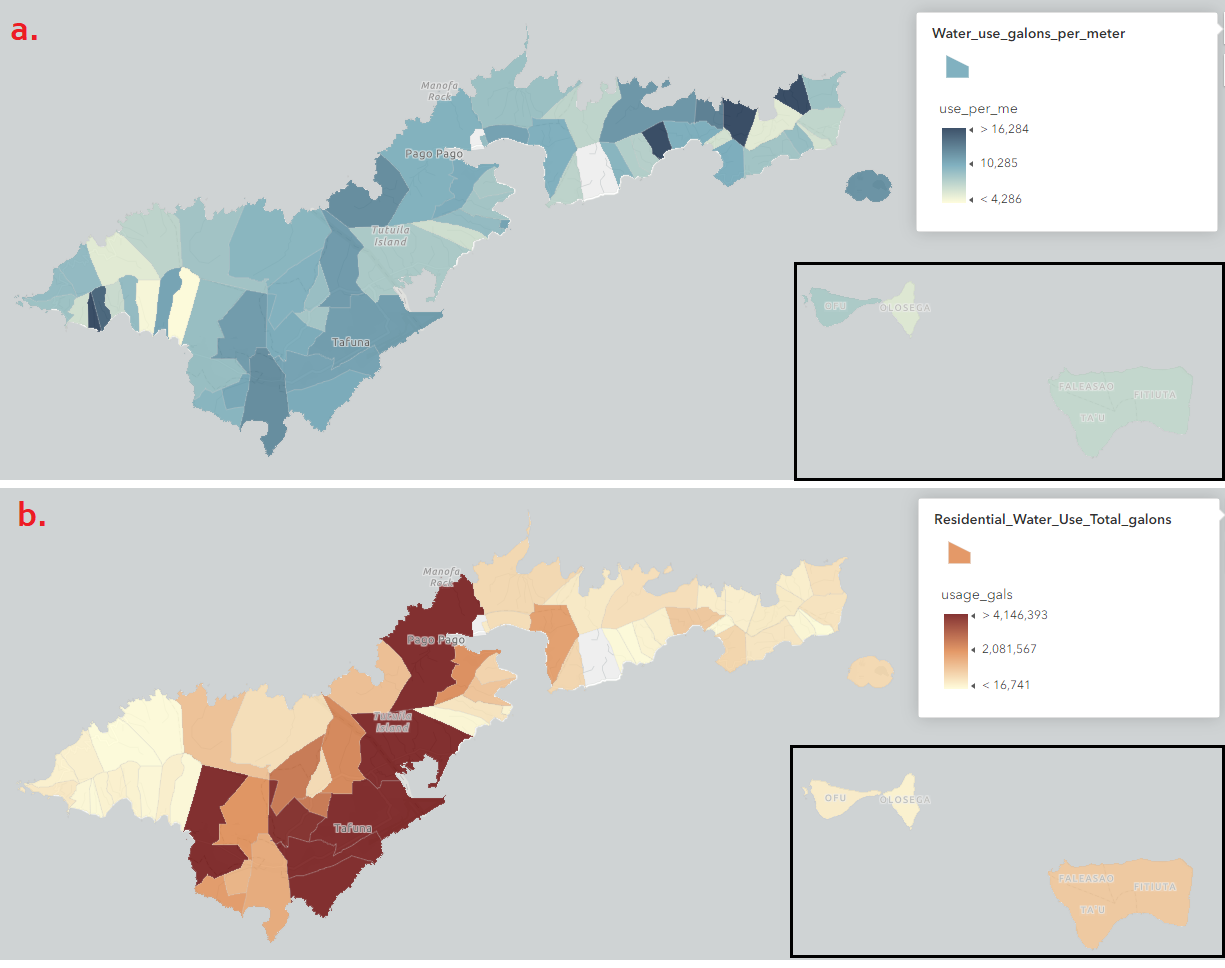 a.
Water_use_galons_per_meter
use_per_me
> 16,284
10,285
< 4,286
Manofa
Rock
Pago Pago
Tutuila
Island
Tafuna
OFU
OLOSEGA
FALEASAO
FITIUTA
TA'U
b.
Residential_Water_Use_Total_galons
usage_gals
> 4,146,393
2,081,567
< 16,741
Manofa
Rock
Pago Pago
Tutuila
Island
Tafuna
OFU
OLOSEGA
FALEASAO
FITIUTA
TA'U